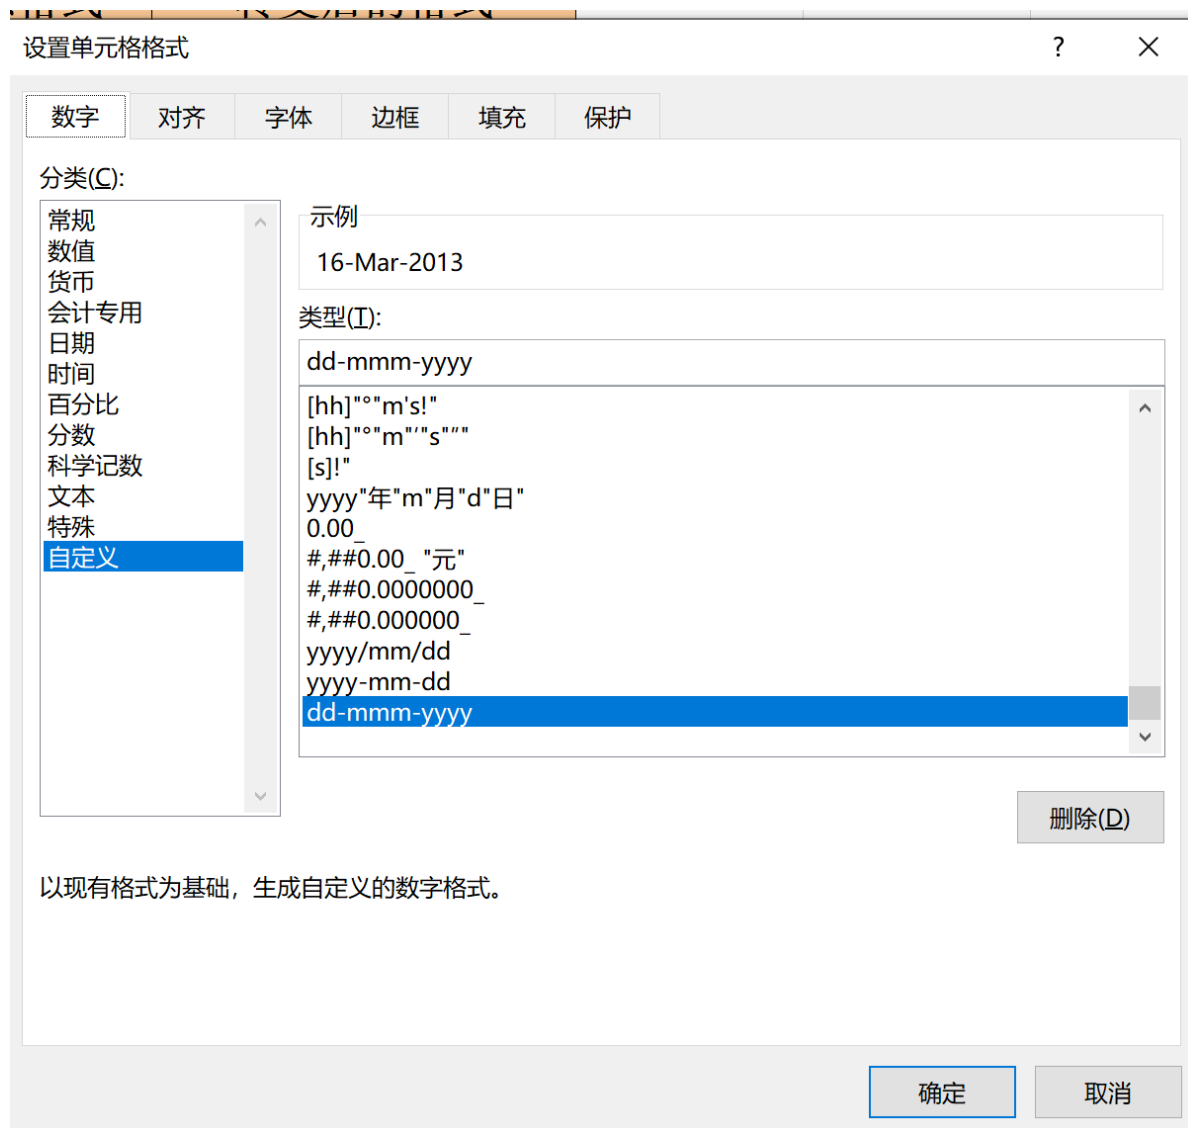 设置单元格格式 ? ×
数字 对齐 字体 边框 填充 保护
分类(C):
常规
数值
货币
会计专用
日期
时间
百分比
分数
科学记数
文本
特殊
自定义
示例
16-Mar-2013
类型(T):
dd-mmm-yyyy
[hh]"°"m's!"
[hh]"°"m"′"s"″"
[s]!"
yyyy"年"m"月"d"日"
0.00_
#,##0.00_ "元"
#,##0.0000000_
#,##0.000000_
yyyy/mm/dd
yyyy-mm-dd
dd-mmm-yyyy
删除(D)
以现有格式为基础，生成自定义的数字格式。
确定 取消